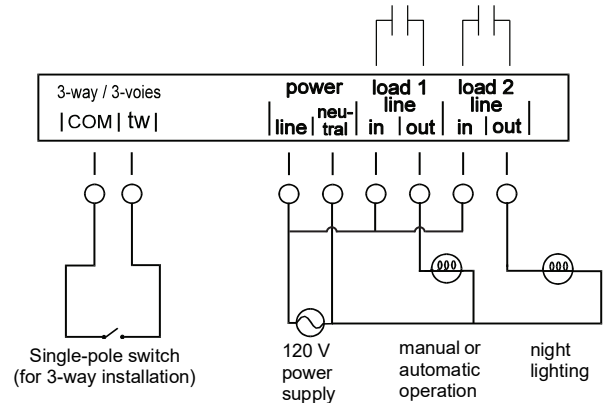 3-way / 3-voies
COM tw
power
line neu-
tral
load 1
line
in out
load 2
line
in out
Single-pole switch
(for 3-way installation)
120 V
power
supply
manual or
automatic
operation
night
lighting